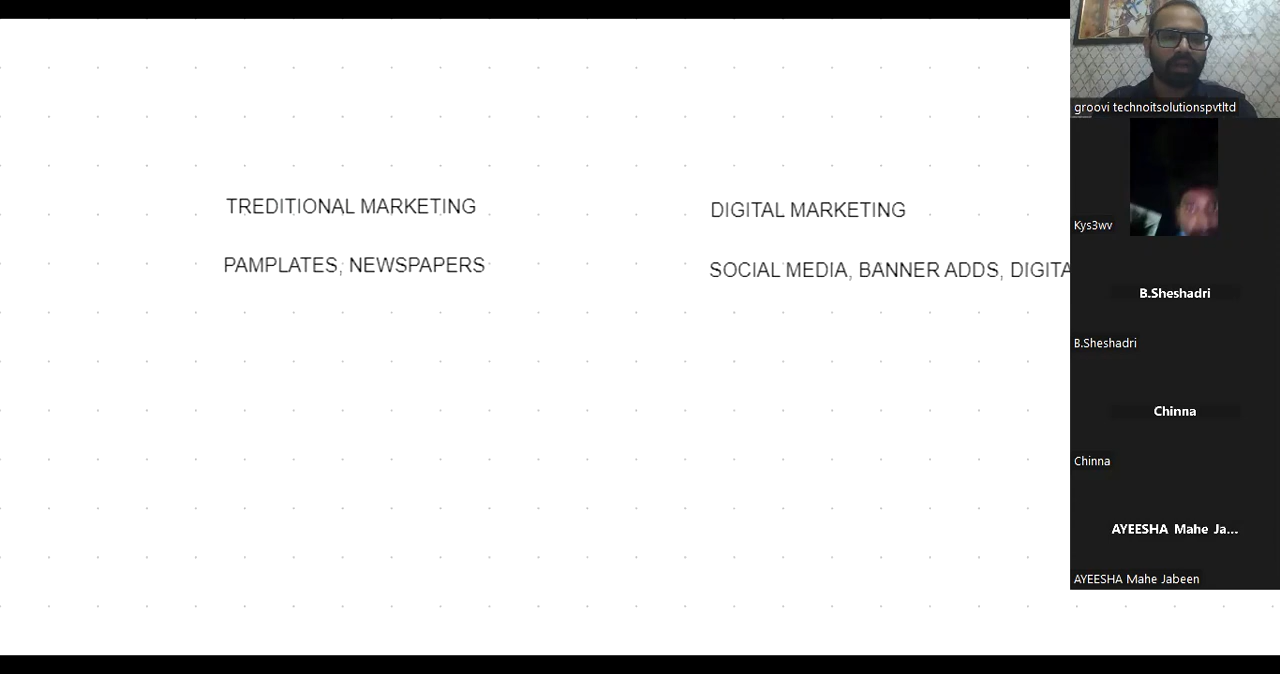 TREDITIONAL MARKETING
PAMPLATES, NEWSPAPERS
DIGITAL MARKETING
SOCIAL MEDIA, BANNER ADDS, DIGITA
groovi technoitsolutionspvtltd
Kys3wv
B.Sheshadri
B.Sheshadri
Chinna
Chinna
AYEESHA Mahe Ja...
AYEESHA Mahe Jabeen